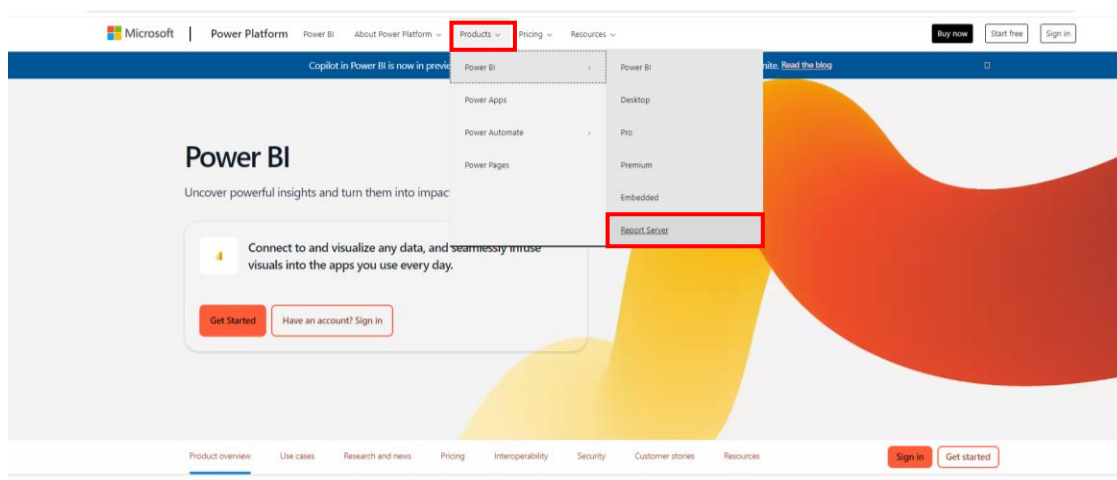 Microsoft
Power Platform
Power BI
About Power Platform
Products
Pricing
Resources
Buy now
Start free
Sign in
Copilot in Power BI is now in previe
nite. Read the blog
Power BI
Power Apps
Power Automate
Power Pages
Power BI
Desktop
Pro
Premium
Embedded
Report Server
Power BI
Uncover powerful insights and turn them into impac
Connect to and visualize any data, and seamlessly infuse
visuals into the apps you use every day.
Get Started
Have an account? Sign in
Product overview
Use cases
Research and news
Pricing
Interoperability
Security
Customer stories
Resources
Sign in
Get started